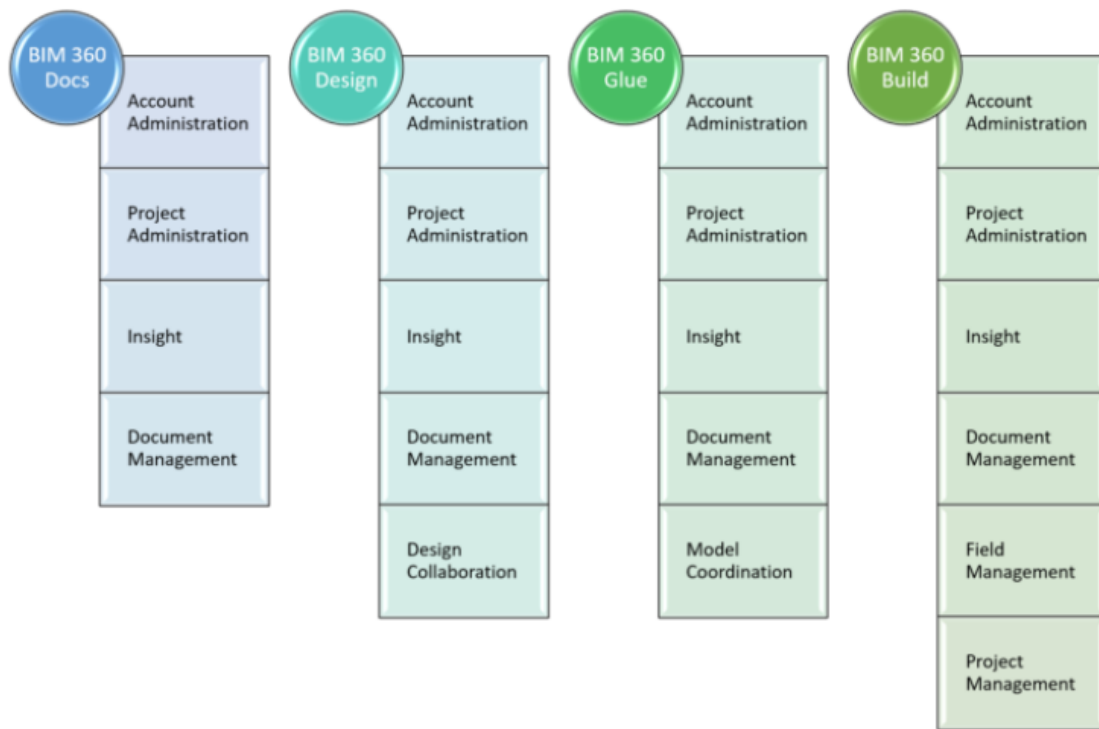 BIM 360
Docs
Account
Administration
Project
Administration
Insight
Document
Management
BIM 360
Design
Account
Administration
Project
Administration
Insight
Document
Management
Design
Collaboration
BIM 360
Glue
Account
Administration
Project
Administration
Insight
Document
Management
Model
Coordination
BIM 360
Build
Account
Administration
Project
Administration
Insight
Document
Management
Field
Management
Project
Management